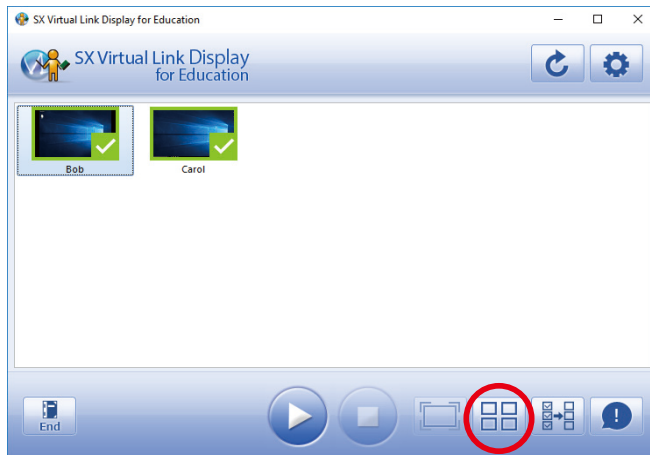 SX Virtual Link Display for Education
SX Virtual Link Display
for Education
Bob
Carol
End